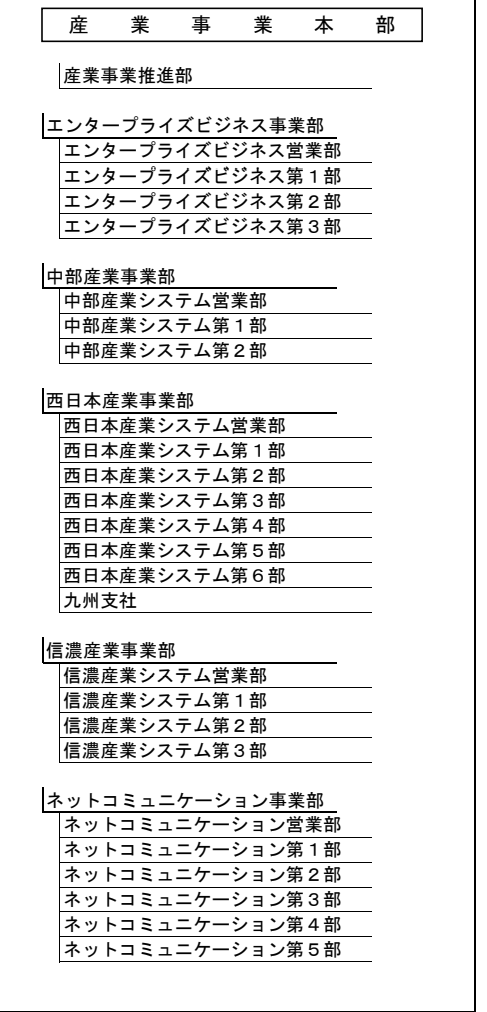 産業事業本部
産業事業推進部
エンタープライズビジネス事業部
エンタープライズビジネス営業部
エンタープライズビジネス第１部
エンタープライズビジネス第２部
エンタープライズビジネス第３部
中部産業事業部
中部産業システム営業部
中部産業システム第１部
中部産業システム第２部
西日本産業事業部
西日本産業システム営業部
西日本産業システム第１部
西日本産業システム第２部
西日本産業システム第３部
西日本産業システム第４部
西日本産業システム第５部
西日本産業システム第６部
九州支社
信濃産業事業部
信濃産業システム営業部
信濃産業システム第１部
信濃産業システム第２部
信濃産業システム第３部
ネットコミュニケーション事業部
ネットコミュニケーション営業部
ネットコミュニケーション第１部
ネットコミュニケーション第２部
ネットコミュニケーション第３部
ネットコミュニケーション第４部
ネットコミュニケーション第５部